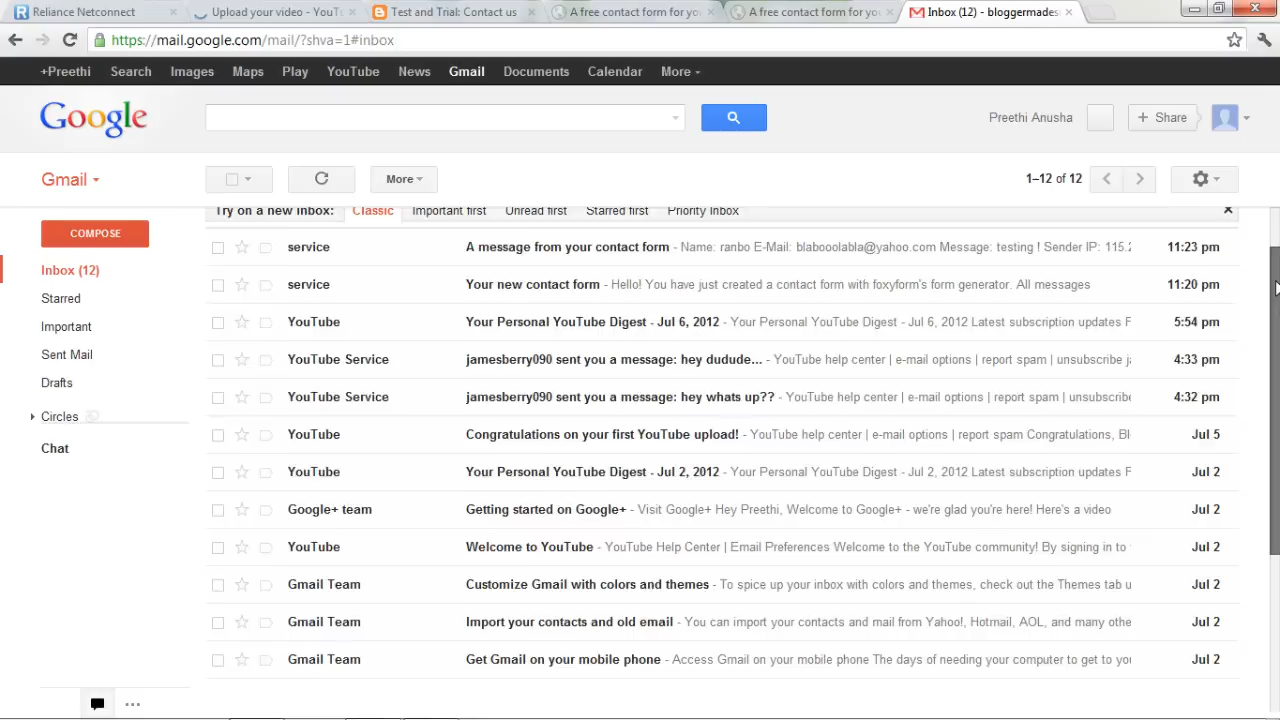 Reliance Netconnect
Upload your video - YouTu
Test and Trial: Contact us
A free contact form for you
A free contact form for you
Inbox (12) - bloggermades
https://mail.google.com/mail/?shva=1#inbox
+Preethi Search Images Maps Play YouTube News Gmail Documents Calendar More
Google
Preethi Anusha
+ Share
Gmail
More
1–12 of 12
Try on a new inbox: Classic Important first Unread first Starred first Priority Inbox
COMPOSE
Inbox (12)
Starred
Important
Sent Mail
Drafts
Circles
Chat
service A message from your contact form - Name: ranbo E-Mail: blabooolabla@yahoo.com Message: testing ! Sender IP: 115.2 11:23 pm
service Your new contact form - Hello! You have just created a contact form with foxyform's form generator. All messages 11:20 pm
YouTube Your Personal YouTube Digest - Jul 6, 2012 - Your Personal YouTube Digest - Jul 6, 2012 Latest subscription updates F 5:54 pm
YouTube Service jamesberry090 sent you a message: hey dudude... - YouTube help center | e-mail options | report spam | unsubscribe ja 4:33 pm
YouTube Service jamesberry090 sent you a message: hey whats up?? - YouTube help center | e-mail options | report spam | unsubscribe 4:32 pm
YouTube Congratulations on your first YouTube upload! - YouTube help center | e-mail options | report spam Congratulations, Bl Jul 5
YouTube Your Personal YouTube Digest - Jul 2, 2012 - Your Personal YouTube Digest - Jul 2, 2012 Latest subscription updates F Jul 2
Google+ team Getting started on Google+ - Visit Google+ Hey Preethi, Welcome to Google+ - we're glad you're here! Here's a video Jul 2
YouTube Welcome to YouTube - YouTube Help Center | Email Preferences Welcome to the YouTube community! By signing in to Jul 2
Gmail Team Customize Gmail with colors and themes - To spice up your inbox with colors and themes, check out the Themes tab u Jul 2
Gmail Team Import your contacts and old email - You can import your contacts and mail from Yahoo!, Hotmail, AOL, and many othe Jul 2
Gmail Team Get Gmail on your mobile phone - Access Gmail on your mobile phone The days of needing your computer to get to yo Jul 2